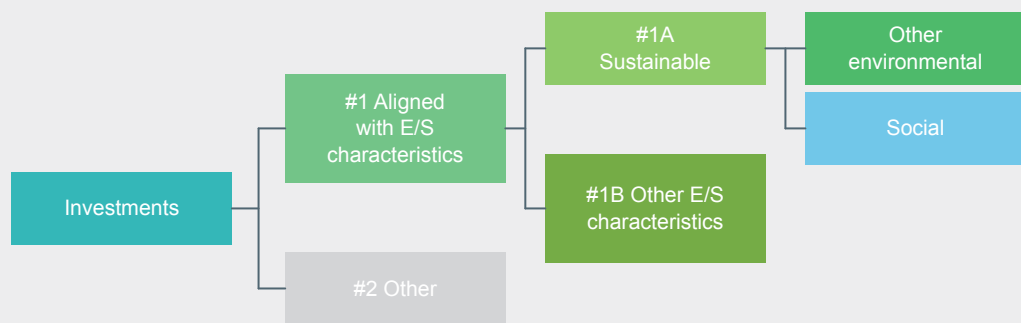 Investments
#1 Aligned
with E/S
characteristics
#2 Other
#1A
Sustainable
#1B Other E/S
characteristics
Other
environmental
Social